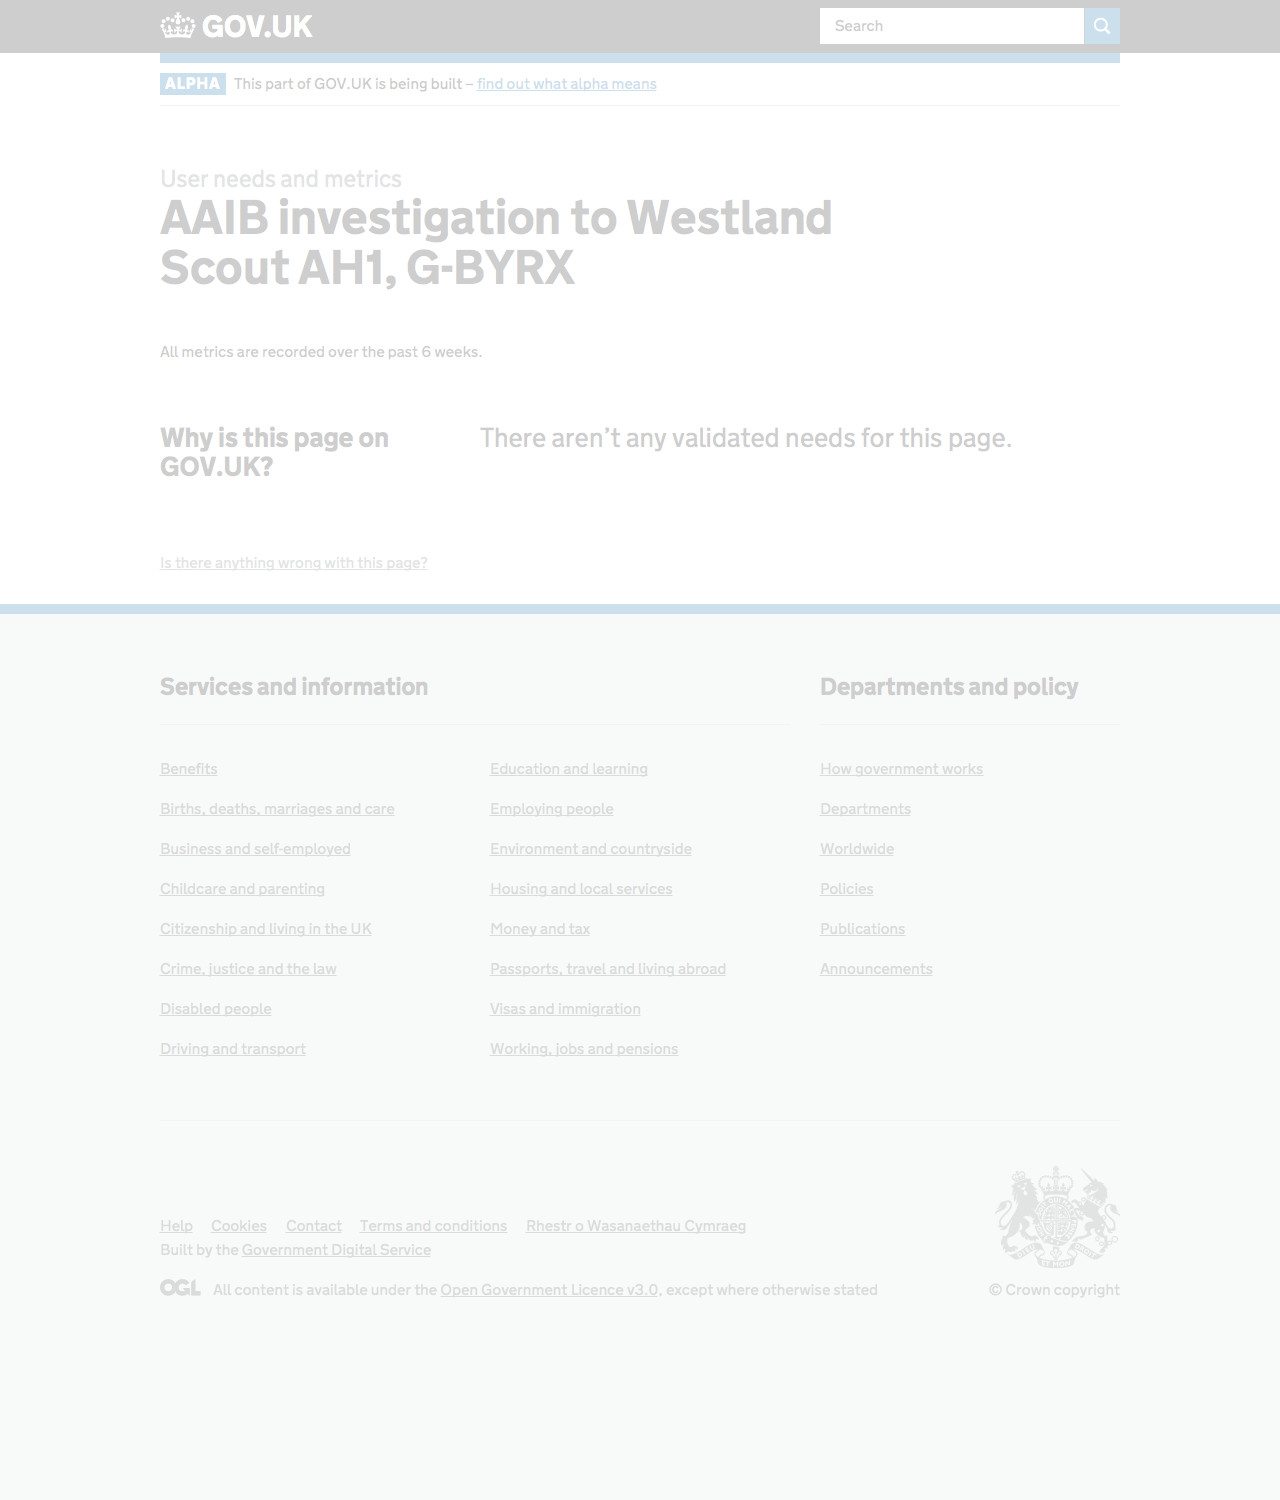 GOV.UK
Search
ALPHA This part of GOV.UK is being built – find out what alpha means
User needs and metrics
AAIB investigation to Westland
Scout AH1, G-BYRX
All metrics are recorded over the past 6 weeks.
Why is this page on
GOV.UK?
There aren’t any validated needs for this page.
Is there anything wrong with this page?
Services and information
Benefits
Births, deaths, marriages and care
Business and self-employed
Childcare and parenting
Citizenship and living in the UK
Crime, justice and the law
Disabled people
Driving and transport
Education and learning
Employing people
Environment and countryside
Housing and local services
Money and tax
Passports, travel and living abroad
Visas and immigration
Working, jobs and pensions
Departments and policy
How government works
Departments
Worldwide
Policies
Publications
Announcements
Help Cookies Contact Terms and conditions Rhestr o Wasanaethau Cymraeg
Built by the Government Digital Service
OGL All content is available under the Open Government Licence v3.0, except where otherwise stated
© Crown copyright